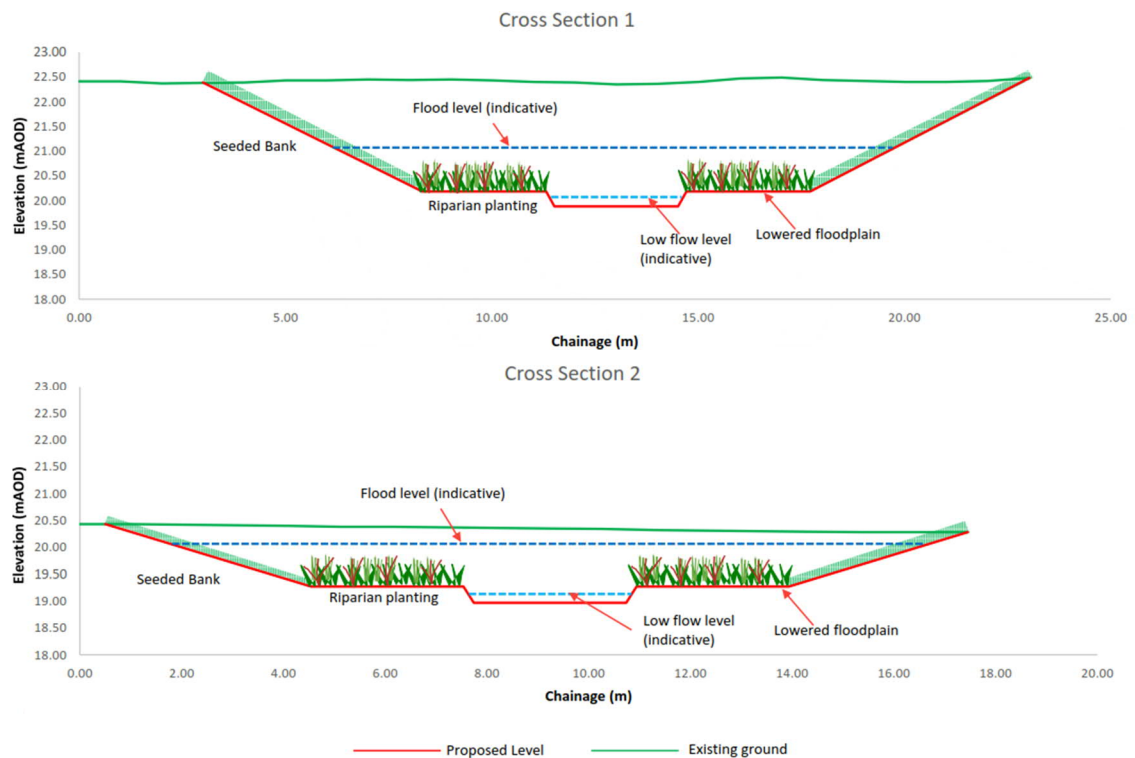 Cross Section 1
23.00
22.50
22.00
21.50
21.00
20.50
20.00
19.50
19.00
18.50
18.00
Elevation (mAOD)
Flood level (indicative)
Seeded Bank
Riparian planting
Low flow level
(indicative)
Lowered floodplain
0.00 5.00 10.00 15.00 20.00 25.00
Chainage (m)
Cross Section 2
23.00
22.50
22.00
21.50
21.00
20.50
20.00
19.50
19.00
18.50
18.00
Elevation (mAOD)
Flood level (indicative)
Seeded Bank
Riparian planting
Low flow level
(indicative)
Lowered floodplain
0.00 2.00 4.00 6.00 8.00 10.00 12.00 14.00 16.00 18.00 20.00
Chainage (m)
Proposed Level Existing ground